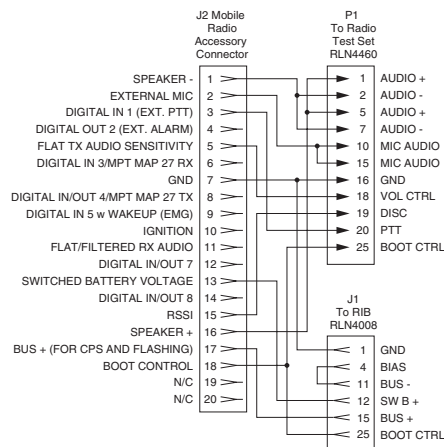 J2 Mobile
Radio
Accessory
Connector
SPEAKER - 1
EXTERNAL MIC 2
DIGITAL IN 1 (EXT. PTT) 3
DIGITAL OUT 2 (EXT. ALARM) 4
FLAT TX AUDIO SENSITIVITY 5
DIGITAL IN 3/MPT MAP 27 RX 6
GND 7
DIGITAL IN/OUT 4/MPT MAP 27 TX 8
DIGITAL IN 5 w WAKEUP (EMG) 9
IGNITION 10
FLAT/FILTERED RX AUDIO 11
DIGITAL IN/OUT 7 12
SWITCHED BATTERY VOLTAGE 13
DIGITAL IN/OUT 8 14
RSSI 15
SPEAKER + 16
BUS + (FOR CPS AND FLASHING) 17
BOOT CONTROL 18
N/C 19
N/C 20
P1
To Radio
Test Set
RLN4460
1 AUDIO +
2 AUDIO -
5 AUDIO +
7 AUDIO -
10 MIC AUDIO
15 MIC AUDIO
16 GND
18 VOL CTRL
19 DISC
20 PTT
25 BOOT CTRL
J1
To RIB
RLN4008
1 GND
4 BIAS
11 BUS -
12 SW B +
15 BUS +
25 BOOT CTRL